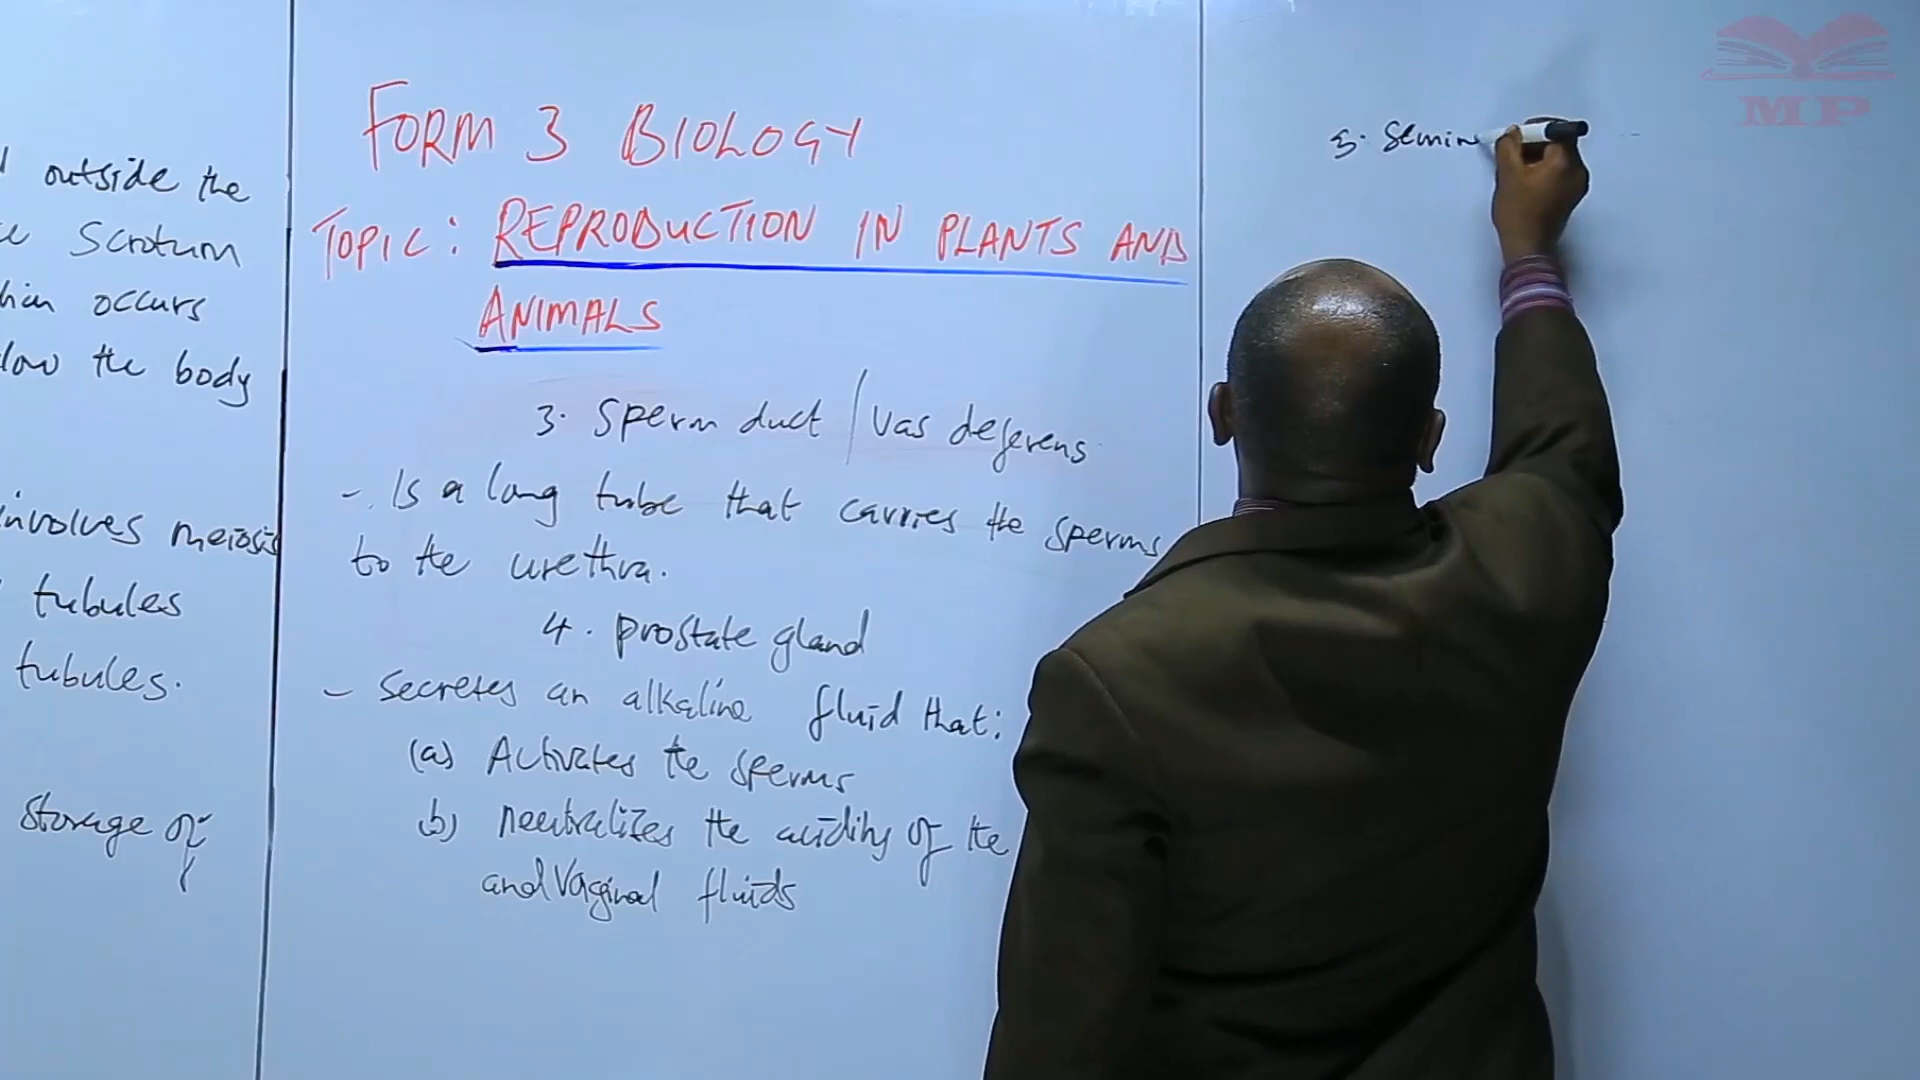 outside the
Scrotum
occurs
the body
involves meiosis
tubules
tubules.
Storage of
FORM 3 BIOLOGY
TOPIC: REPRODUCTION IN PLANTS AND
ANIMALS
3. Sperm duct / Vas deferens
- Is a long tube that carries the sperms
to the urethra.
4. prostate gland
- secretes an alkaline fluid that:
(a) Activates the sperms
b) neutralizes the acidity of the
and Vaginal fluids
5. Semin
MP